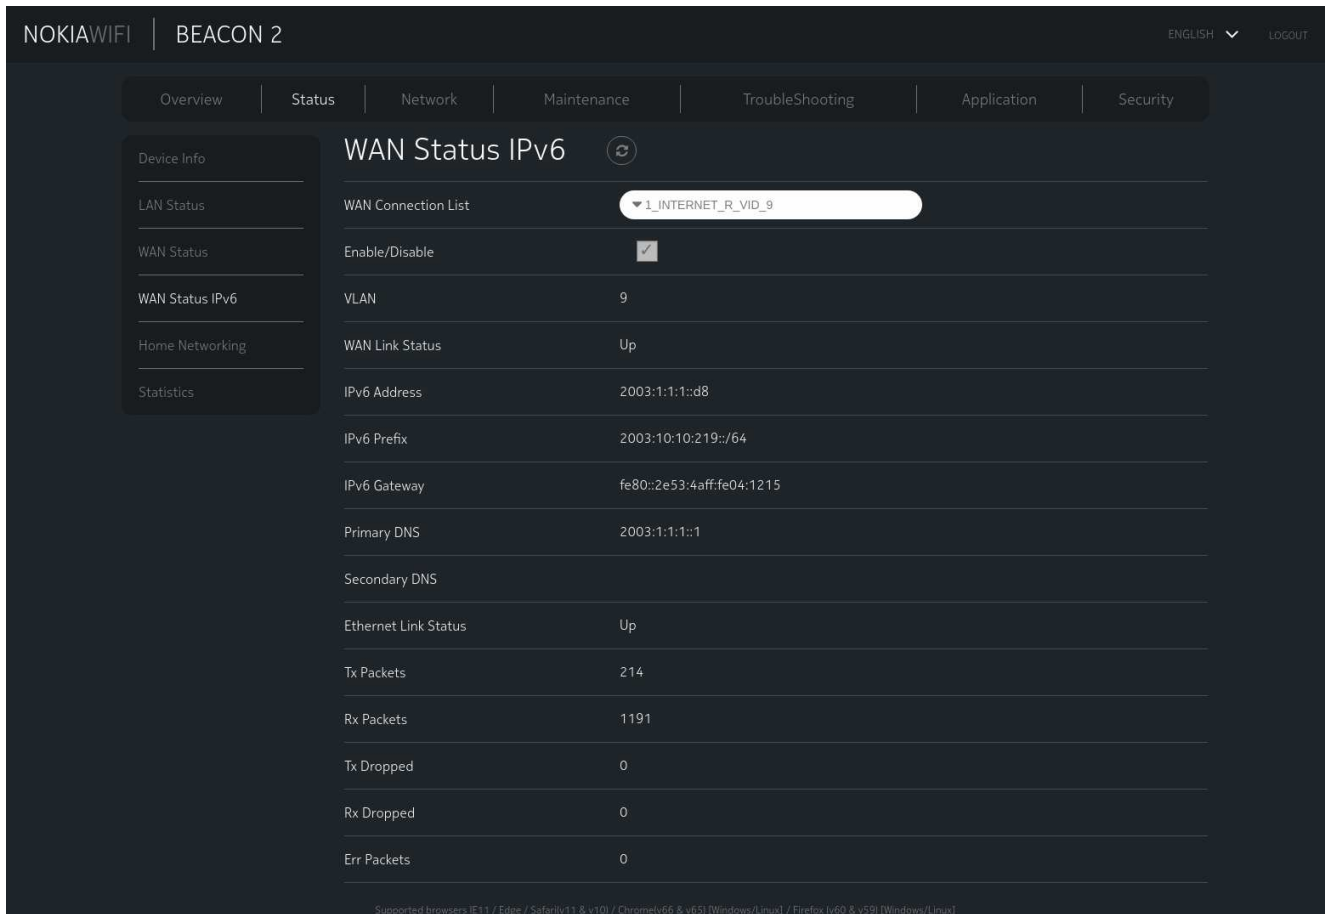 NOKIAWIFI BEACON 2 ENGLISH LOGOUT
Overview Status Network Maintenance TroubleShooting Application Security
Device Info
LAN Status
WAN Status
WAN Status IPv6
Home Networking
Statistics
WAN Status IPv6
WAN Connection List 1_INTERNET_R_VID_9
Enable/Disable
VLAN 9
WAN Link Status Up
IPv6 Address 2003:1:1:1::d8
IPv6 Prefix 2003:10:10:219::/64
IPv6 Gateway fe80::2e53:4aff:fe04:1215
Primary DNS 2003:1:1:1::1
Secondary DNS
Ethernet Link Status Up
Tx Packets 214
Rx Packets 1191
Tx Dropped 0
Rx Dropped 0
Err Packets 0
Supported browsers IE11 / Edge / Safari(v11 & v10) / Chrome(v66 & v65) [Windows/Linux] / Firefox (v60 & v59) [Windows/Linux]